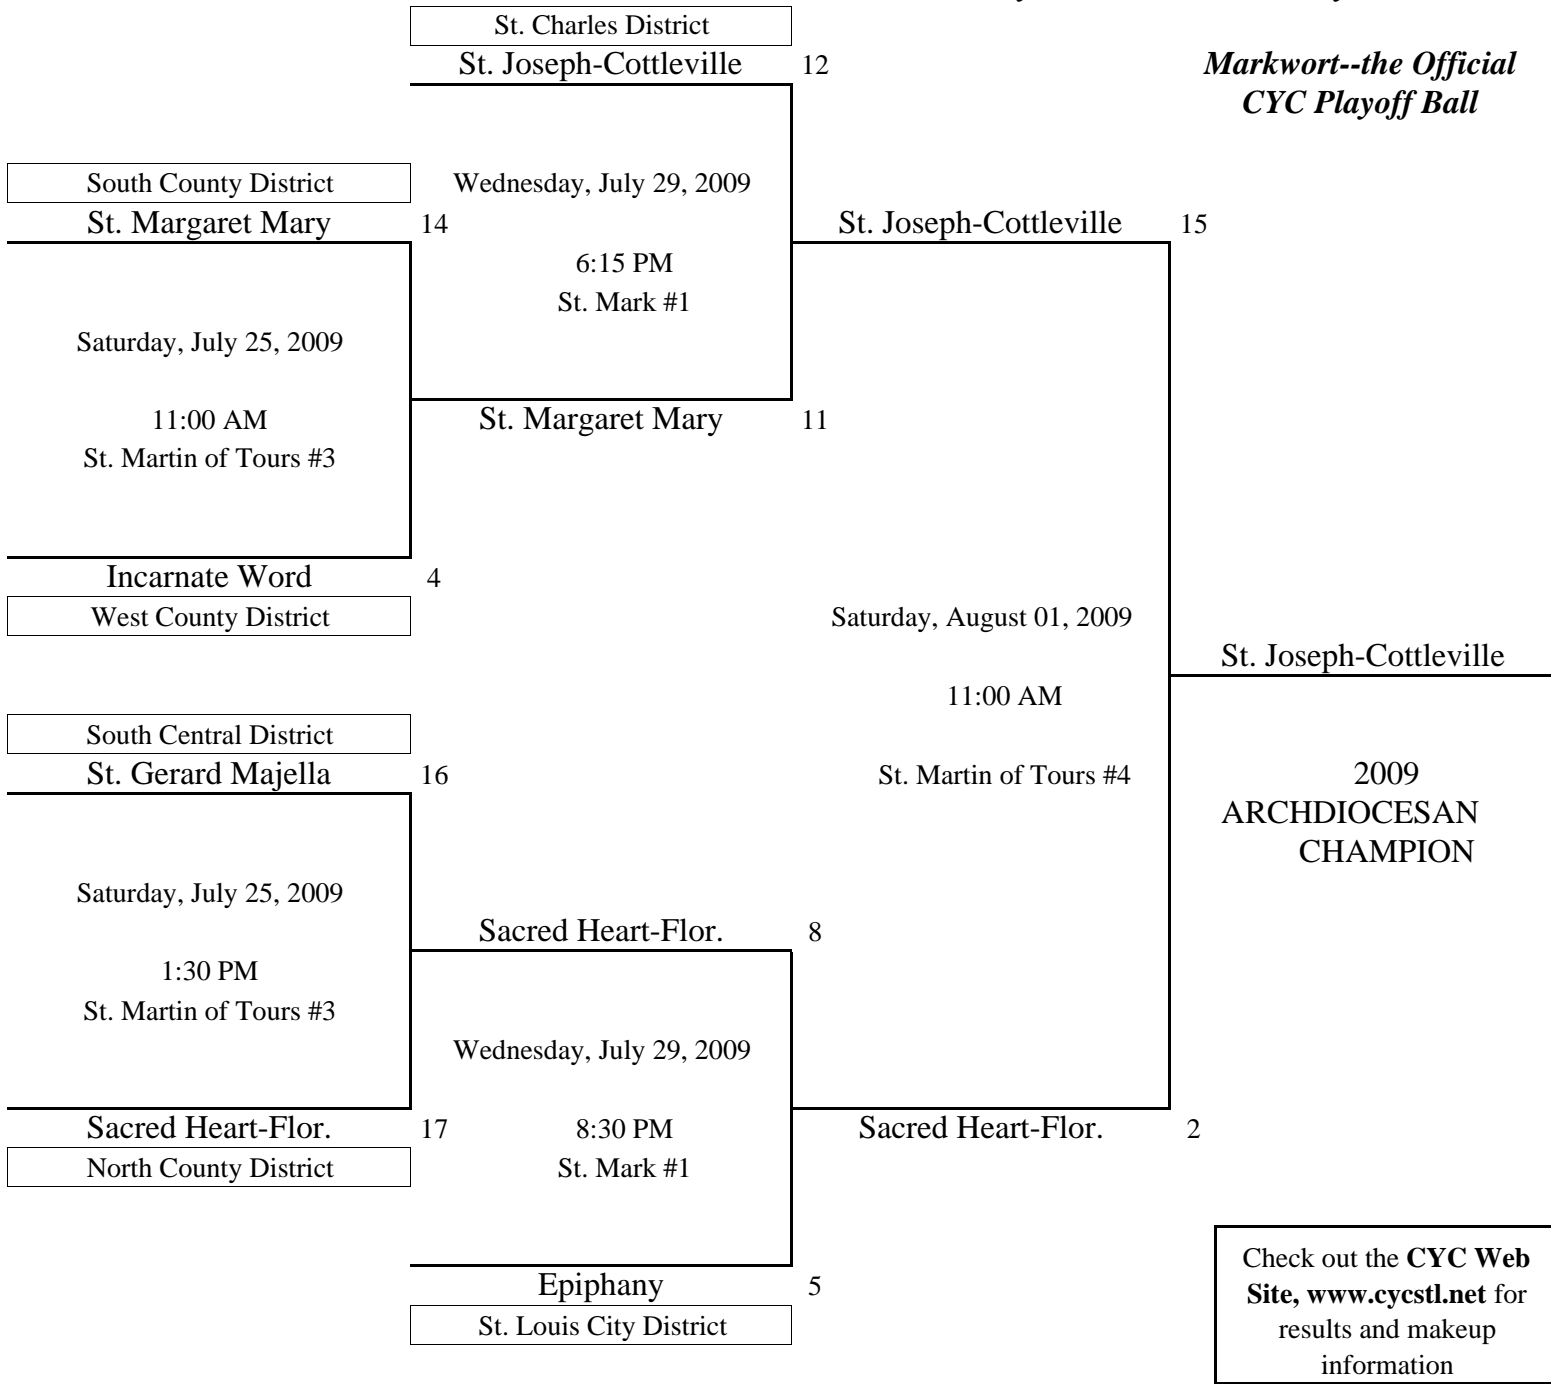 St. Charles District
St. Joseph-Cottleville 12
Markwort--the Official
CYC Playoff Ball
South County District
Wednesday, July 29, 2009
St. Margaret Mary 14
St. Joseph-Cottleville 15
6:15 PM
St. Mark #1
Saturday, July 25, 2009
11:00 AM
St. Martin of Tours #3
St. Margaret Mary 11
Incarnate Word 4
West County District
Saturday, August 01, 2009
11:00 AM
St. Martin of Tours #4
St. Joseph-Cottleville
2009
ARCHDIOCESAN
CHAMPION
South Central District
St. Gerard Majella 16
Saturday, July 25, 2009
1:30 PM
St. Martin of Tours #3
Sacred Heart-Flor. 8
Wednesday, July 29, 2009
8:30 PM
St. Mark #1
Sacred Heart-Flor. 17
North County District
Sacred Heart-Flor. 2
Epiphany 5
St. Louis City District
Check out the CYC Web
Site, www.cycstl.net for
results and makeup
information